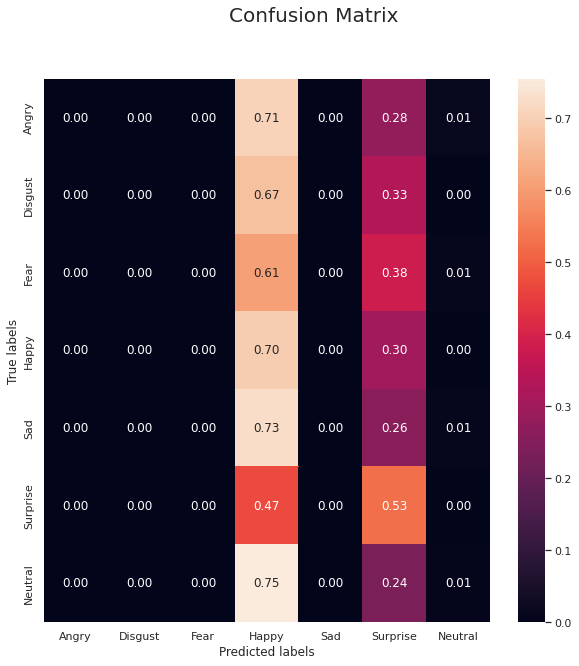 Confusion Matrix
True labels
Angry 0.00 0.00 0.00 0.71 0.00 0.28 0.01
Disgust 0.00 0.00 0.00 0.67 0.00 0.33 0.00
Fear 0.00 0.00 0.00 0.61 0.00 0.38 0.01
Happy 0.00 0.00 0.00 0.70 0.00 0.30 0.00
Sad 0.00 0.00 0.00 0.73 0.00 0.26 0.01
Surprise 0.00 0.00 0.00 0.47 0.00 0.53 0.00
Neutral 0.00 0.00 0.00 0.75 0.00 0.24 0.01
Angry Disgust Fear Happy Sad Surprise Neutral
Predicted labels
0.7
0.6
0.5
0.4
0.3
0.2
0.1
0.0